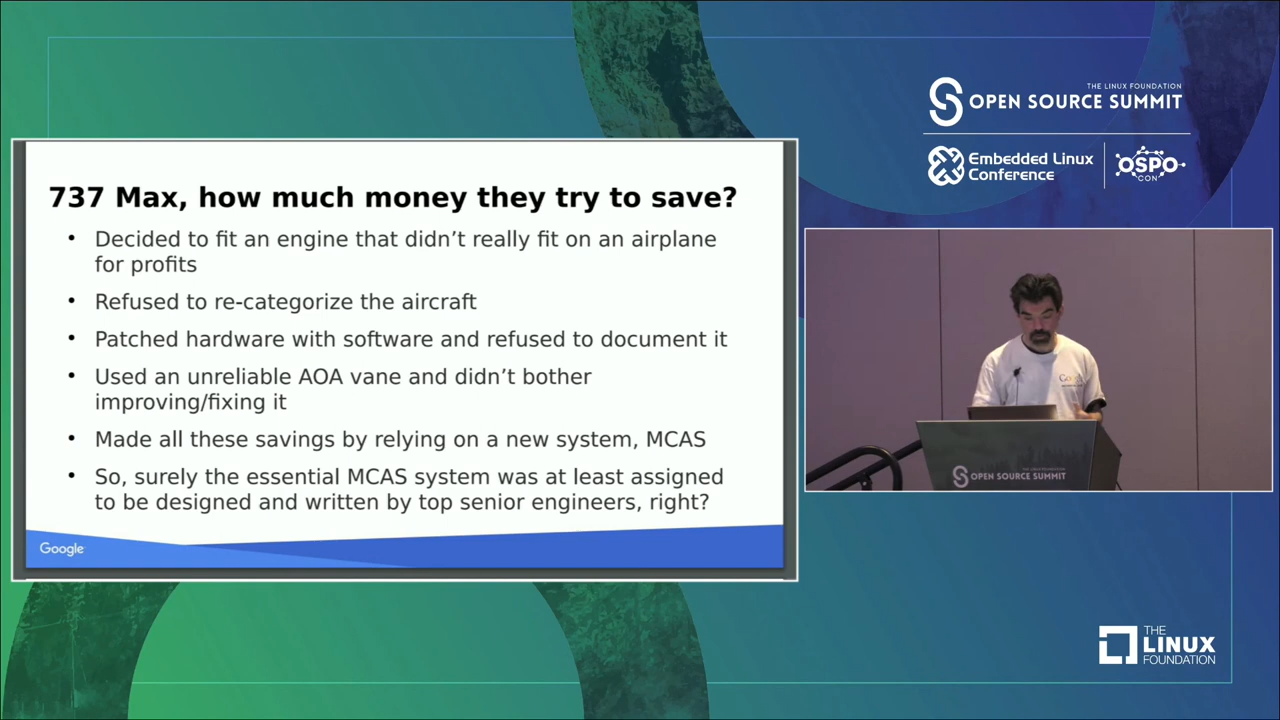 THE LINUX FOUNDATION
OPEN SOURCE SUMMIT
Embedded Linux
Conference
OSPO
CON
737 Max, how much money they try to save?
• Decided to fit an engine that didn’t really fit on an airplane
for profits
• Refused to re-categorize the aircraft
• Patched hardware with software and refused to document it
• Used an unreliable AOA vane and didn’t bother
improving/fixing it
• Made all these savings by relying on a new system, MCAS
• So, surely the essential MCAS system was at least assigned
to be designed and written by top senior engineers, right?
Google
OPEN SOURCE SUMMIT
THE
LINUX
FOUNDATION